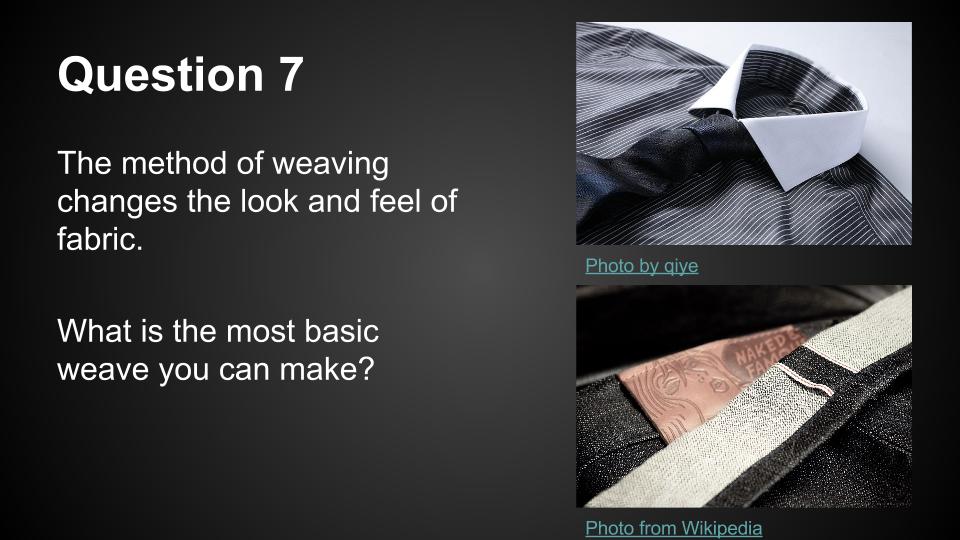 Question 7
The method of weaving
changes the look and feel of
fabric.
What is the most basic
weave you can make?
Photo by qiye
NAKED
Photo from Wikipedia